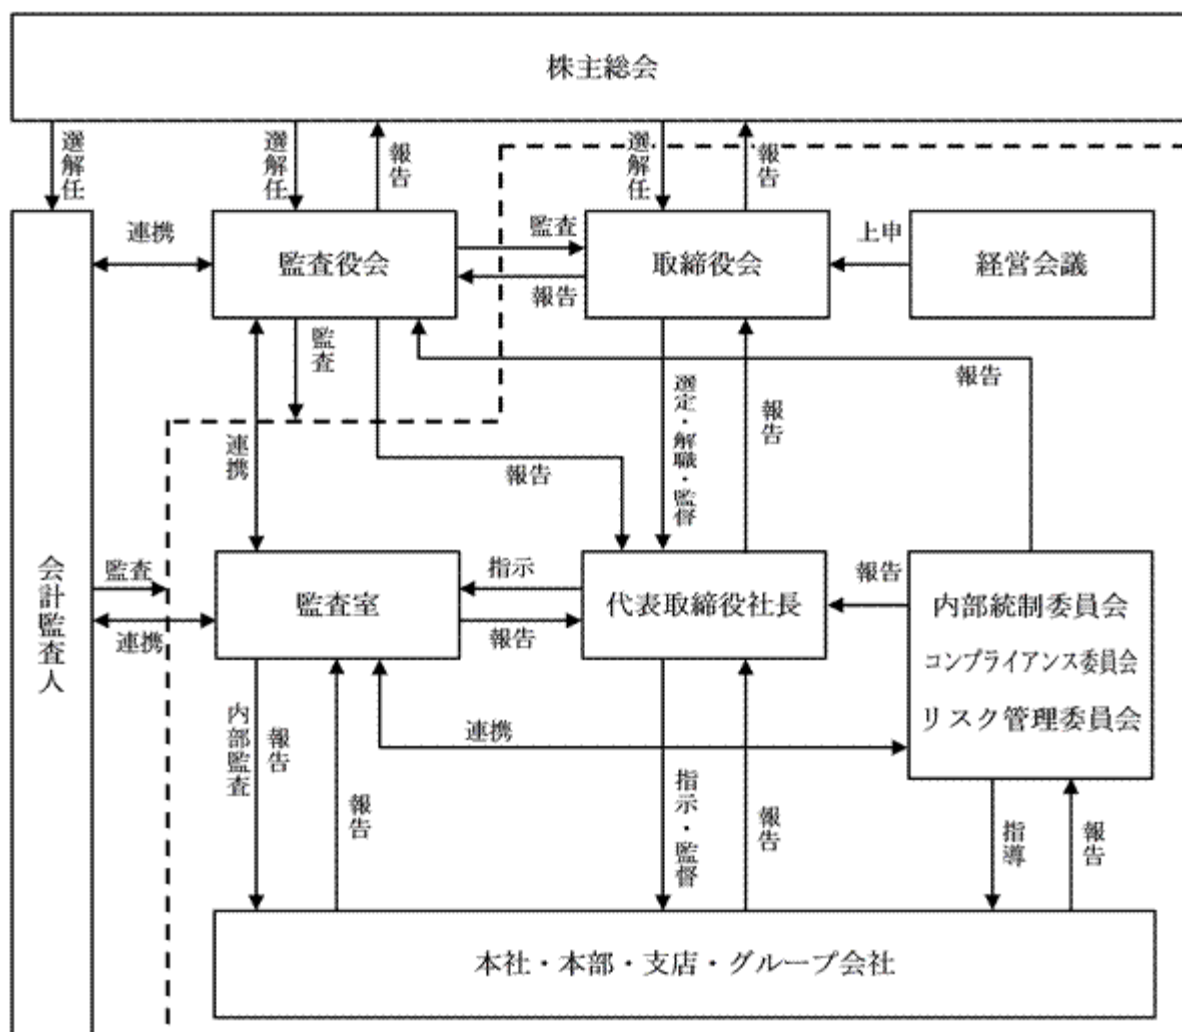 株主総会
選解任
選解任
報告
選解任
報告
連携
監査役会
監査
報告
取締役会
上申
経営会議
監査
連携
報告
選定・解職・監督
報告
報告
会計監査人
監査
連携
監査室
指示
報告
代表取締役社長
報告
内部統制委員会
コンプライアンス委員会
リスク管理委員会
内部監査
報告
報告
連携
指示・監督
報告
指導
報告
本社・本部・支店・グループ会社